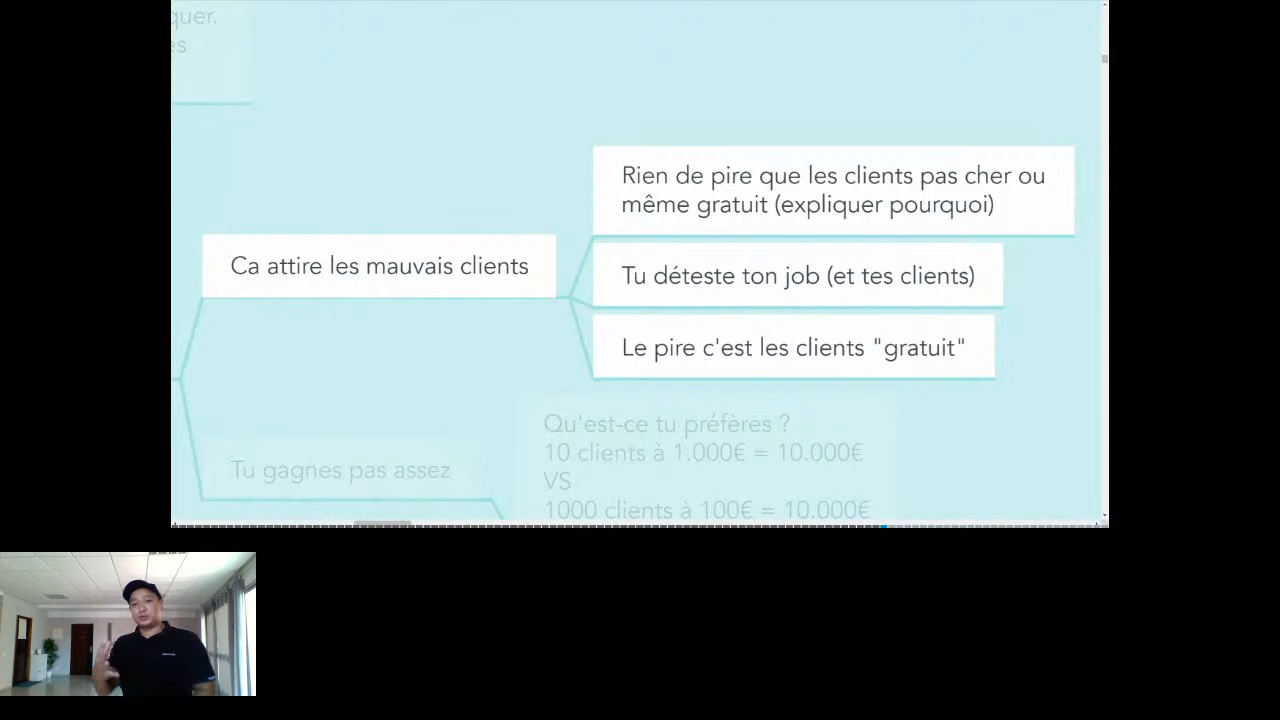 quer.
es
Rien de pire que les clients pas cher ou
même gratuit (expliquer pourquoi)
Ca attire les mauvais clients
Tu déteste ton job (et tes clients)
Le pire c'est les clients "gratuit"
Qu'est-ce tu préfères ?
10 clients à 1.000€ = 10.000€
Tu gagnes pas assez
VS
1000 clients à 100€ = 10.000€